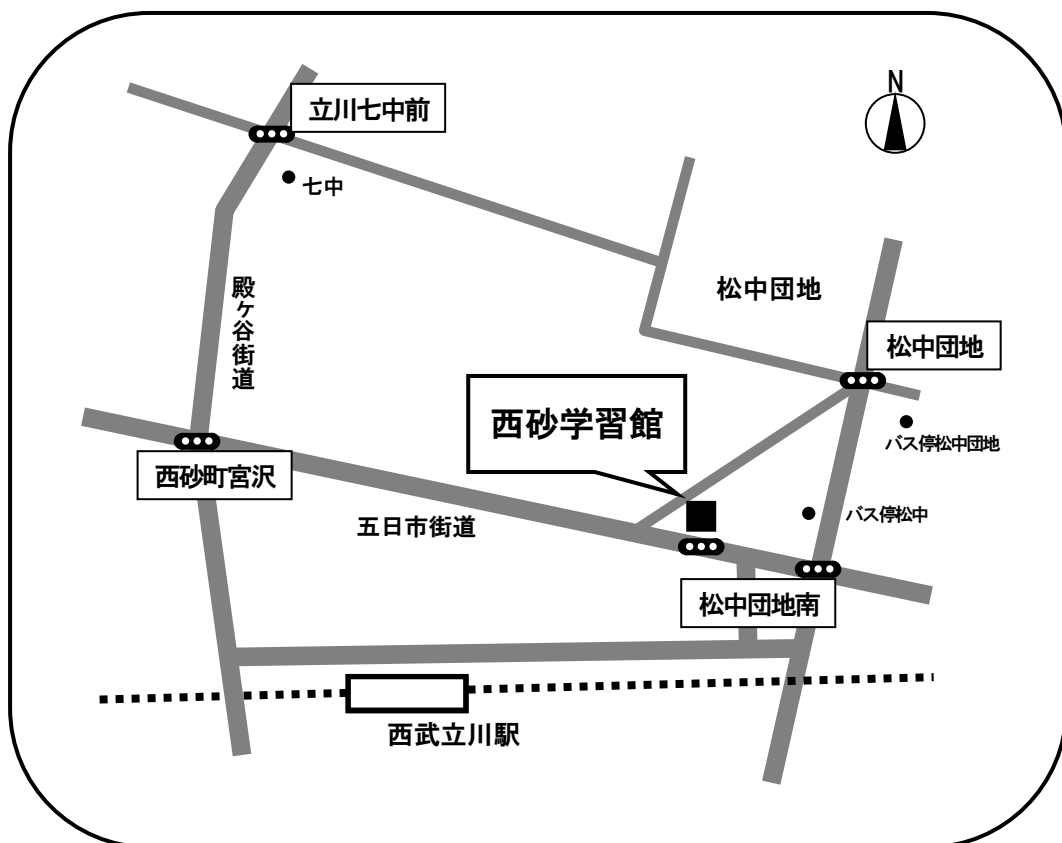 N
立川七中前
七中
殿ヶ谷街道
松中団地
松中団地
西砂学習館
バス停松中団地
西砂町宮沢
五日市街道
バス停松中
松中団地南
西武立川駅